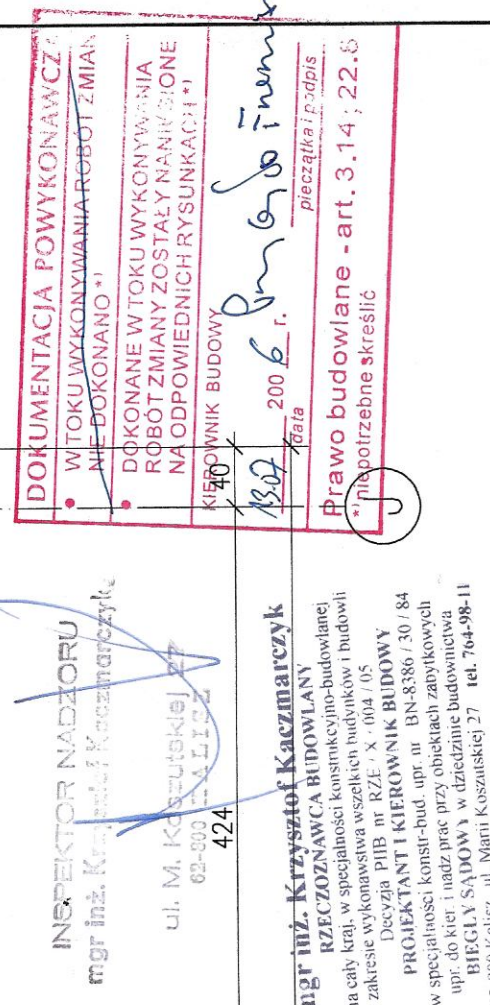 DOKUMENTACJA POWYKONAWCZA
• W TOKU WYKONYWANIA ROBÓT ZMIAN
NIE DOKONANO *)
• DOKONANE W TOKU WYKONYWANIA
ROBÓT ZMIANY ZOSTAŁY NANIESIONE
NA ODPOWIEDNICH RYSUNKACH *)
KIEROWNIK BUDOWY
13.07 2006 r.
data pieczątka i podpis
Prawo budowlane - art. 3.14; 22.8
*) niepotrzebne skreślić
40
J
INSPEKTOR NADZORU
mgr inż. Krzysztof Kaczmarczyk
ul. M. Koszutskiej 27
62-800 KALISZ
424
mgr inż. Krzysztof Kaczmarczyk
RZECZOZNAWCA BUDOWLANY
na cały kraj, w specjalności konstrukcyjno-budowlanej
zakresie wykonawstwa wszelkich budynków i budowli
Decyzja PIIB nr RZE / X / 004 / 05
PROJEKTANT I KIEROWNIK BUDOWY
w specjalności konstr-bud. upr. nr BN-8386 / 30 / 84
upr. do kier. i nadz prac przy obiektach zabytkowych
BIEGŁY SĄDOWY w dziedzinie budownictwa
Kalisz, ul. Marii Koszutskiej 27 tel. 764-98-11